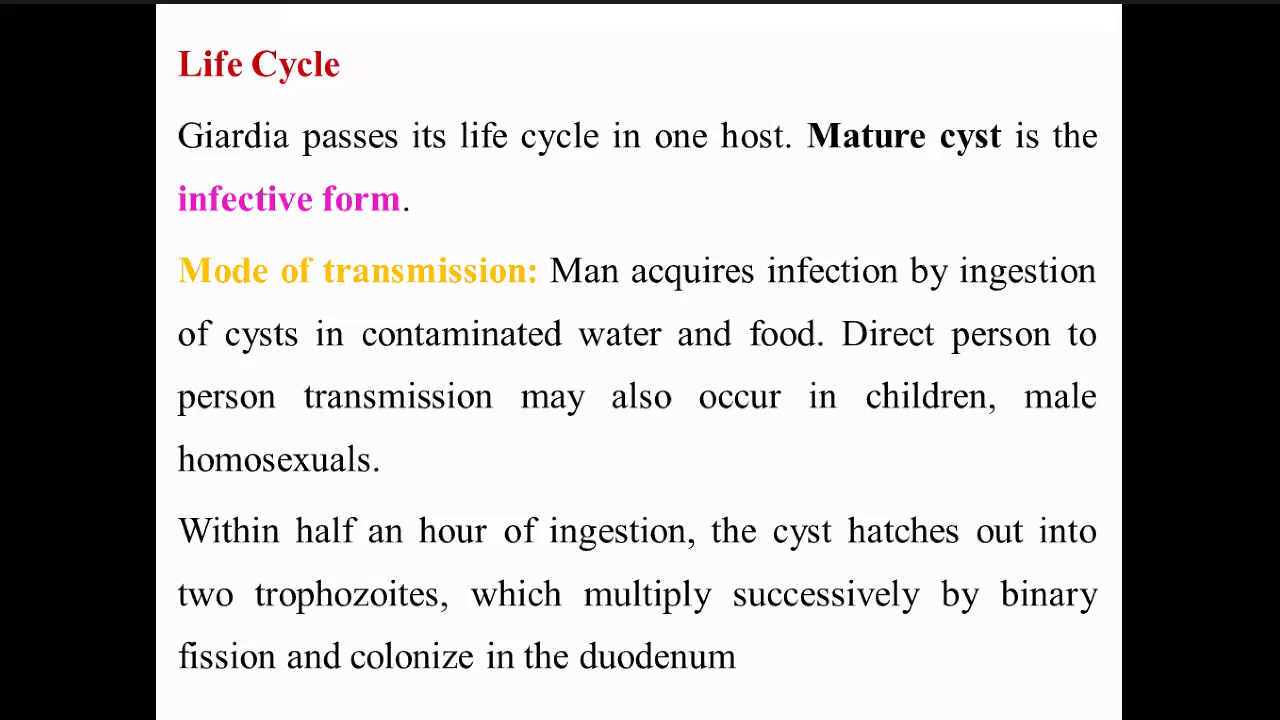 Life Cycle
Giardia passes its life cycle in one host. Mature cyst is the
infective form.
Mode of transmission: Man acquires infection by ingestion
of cysts in contaminated water and food. Direct person to
person transmission may also occur in children, male
homosexuals.
Within half an hour of ingestion, the cyst hatches out into
two trophozoites, which multiply successively by binary
fission and colonize in the duodenum